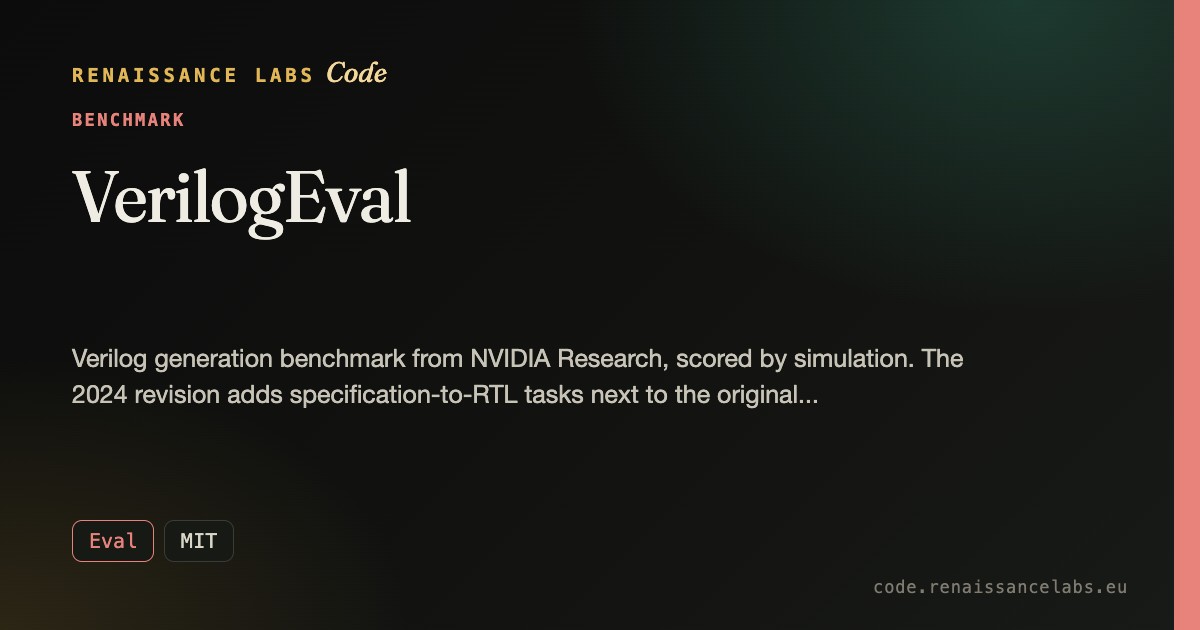 RENAISSANCE LABS Code
BENCHMARK
VerilogEval
Verilog generation benchmark from NVIDIA Research, scored by simulation. The
2024 revision adds specification-to-RTL tasks next to the original...
Eval MIT
code.renaissancelabs.eu